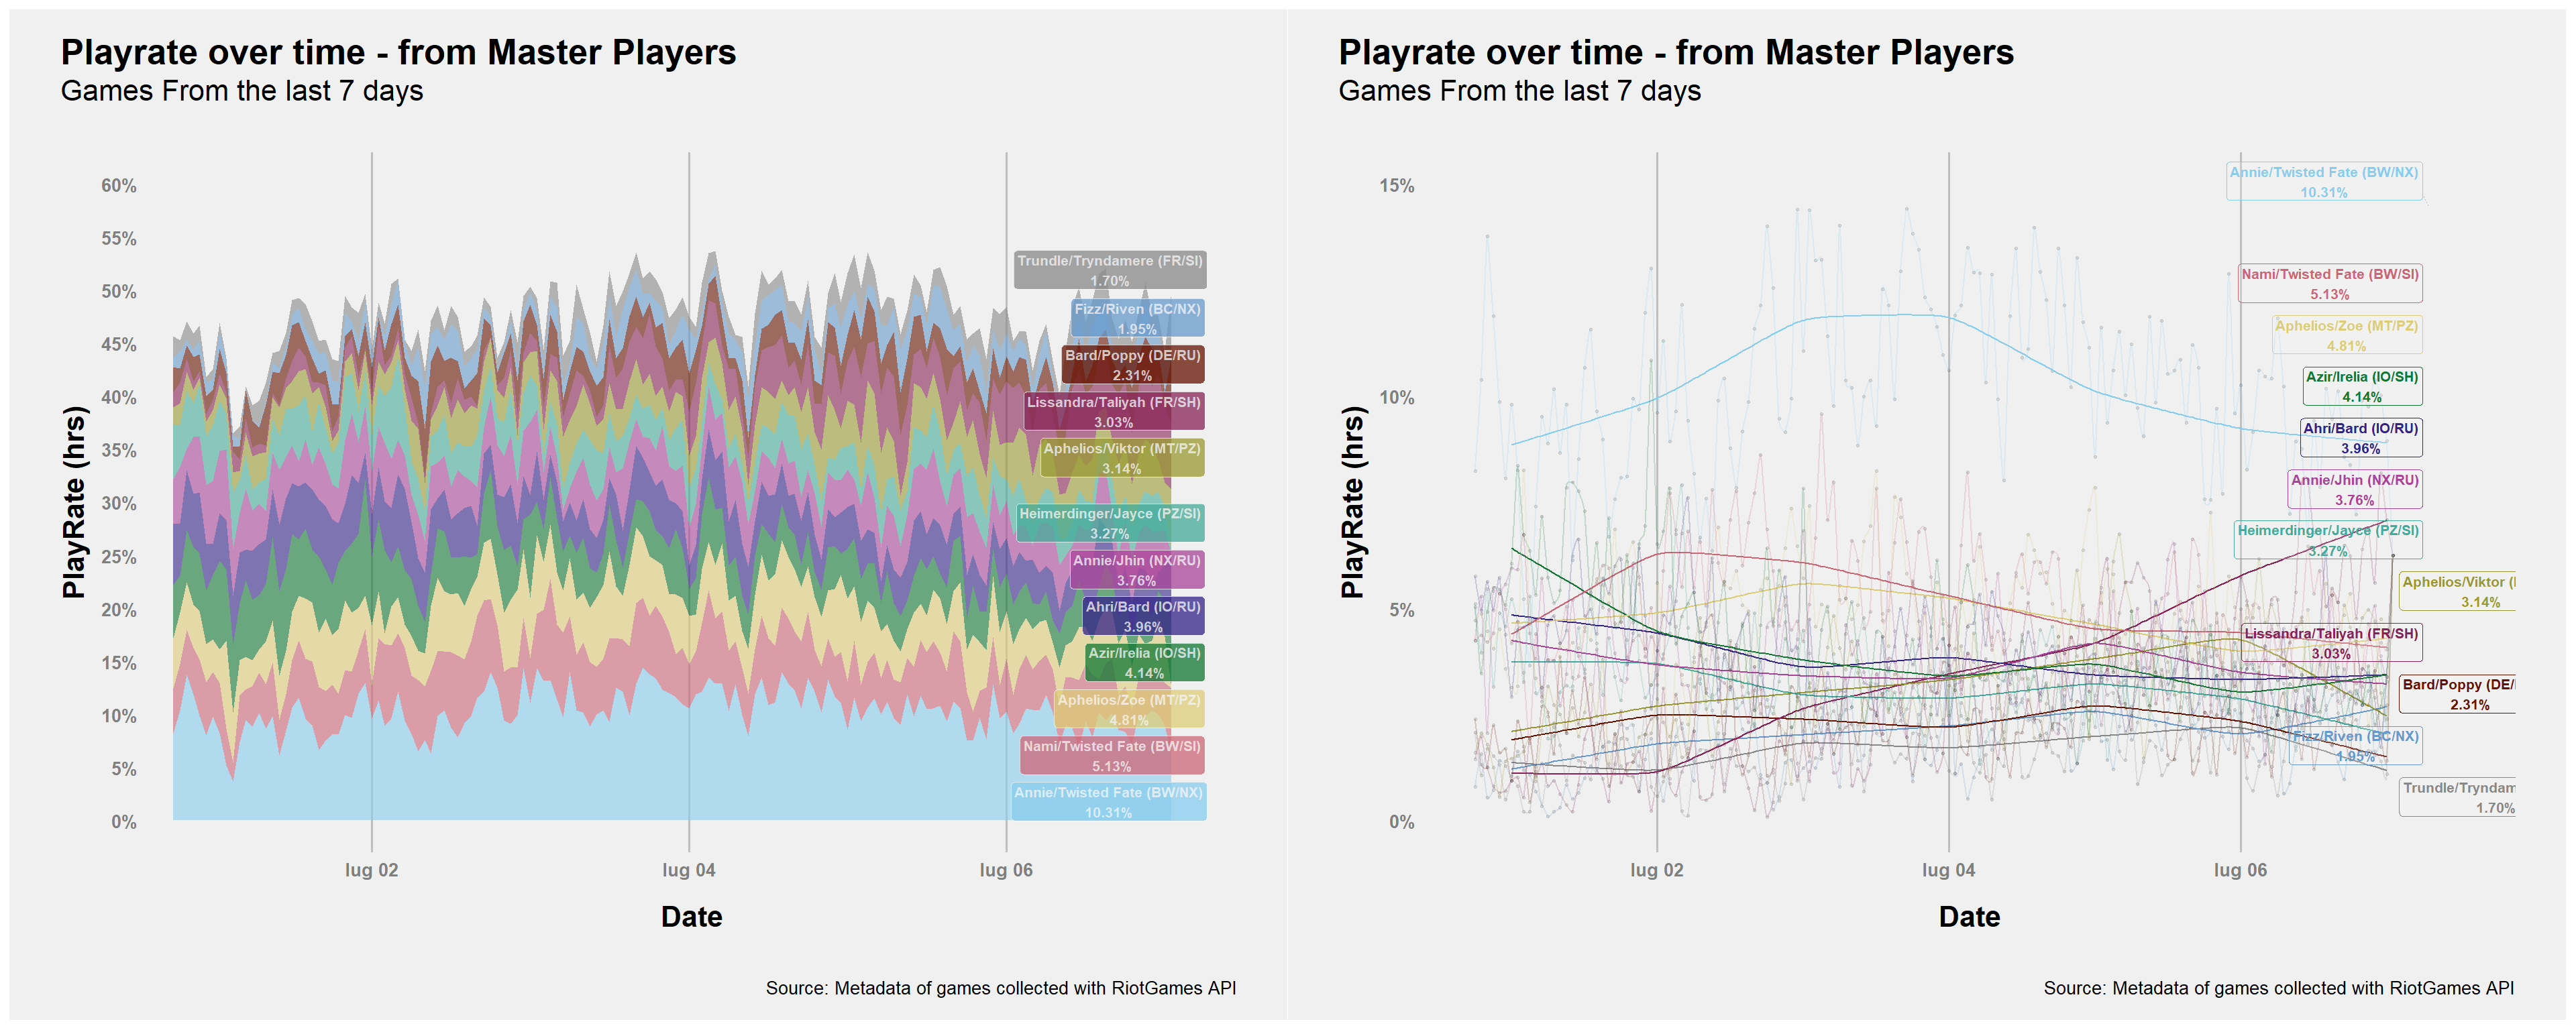 Playrate over time - from Master Players
Games From the last 7 days
60%
55%
50%
45%
40%
35%
30%
25%
20%
15%
10%
5%
0%
PlayRate (hrs)
Trundle/Tryndamere (FR/SI)
1.70%
Fizz/Riven (BC/NX)
1.95%
Bard/Poppy (DE/RU)
2.31%
Lissandra/Taliyah (FR/SH)
3.03%
Aphelios/Viktor (MT/PZ)
3.14%
Heimerdinger/Jayce (PZ/SI)
3.27%
Annie/Jhin (NX/RU)
3.76%
Ahri/Bard (IO/RU)
3.96%
Azir/Irelia (IO/SH)
4.14%
Aphelios/Zoe (MT/PZ)
4.81%
Nami/Twisted Fate (BW/SI)
5.13%
Annie/Twisted Fate (BW/NX)
10.31%
lug 02
lug 04
lug 06
Date
Source: Metadata of games collected with RiotGames API
Playrate over time - from Master Players
Games From the last 7 days
15%
10%
5%
0%
PlayRate (hrs)
Annie/Twisted Fate (BW/NX)
10.31%
Nami/Twisted Fate (BW/SI)
5.13%
Aphelios/Zoe (MT/PZ)
4.81%
Azir/Irelia (IO/SH)
4.14%
Ahri/Bard (IO/RU)
3.96%
Annie/Jhin (NX/RU)
3.76%
Heimerdinger/Jayce (PZ/SI)
3.27%
Aphelios/Viktor (
3.14%
Lissandra/Taliyah (FR/SH)
3.03%
Bard/Poppy (DE/
2.31%
Fizz/Riven (BC/NX)
1.95%
Trundle/Tryndam
1.70%
lug 02
lug 04
lug 06
Date
Source: Metadata of games collected with RiotGames API